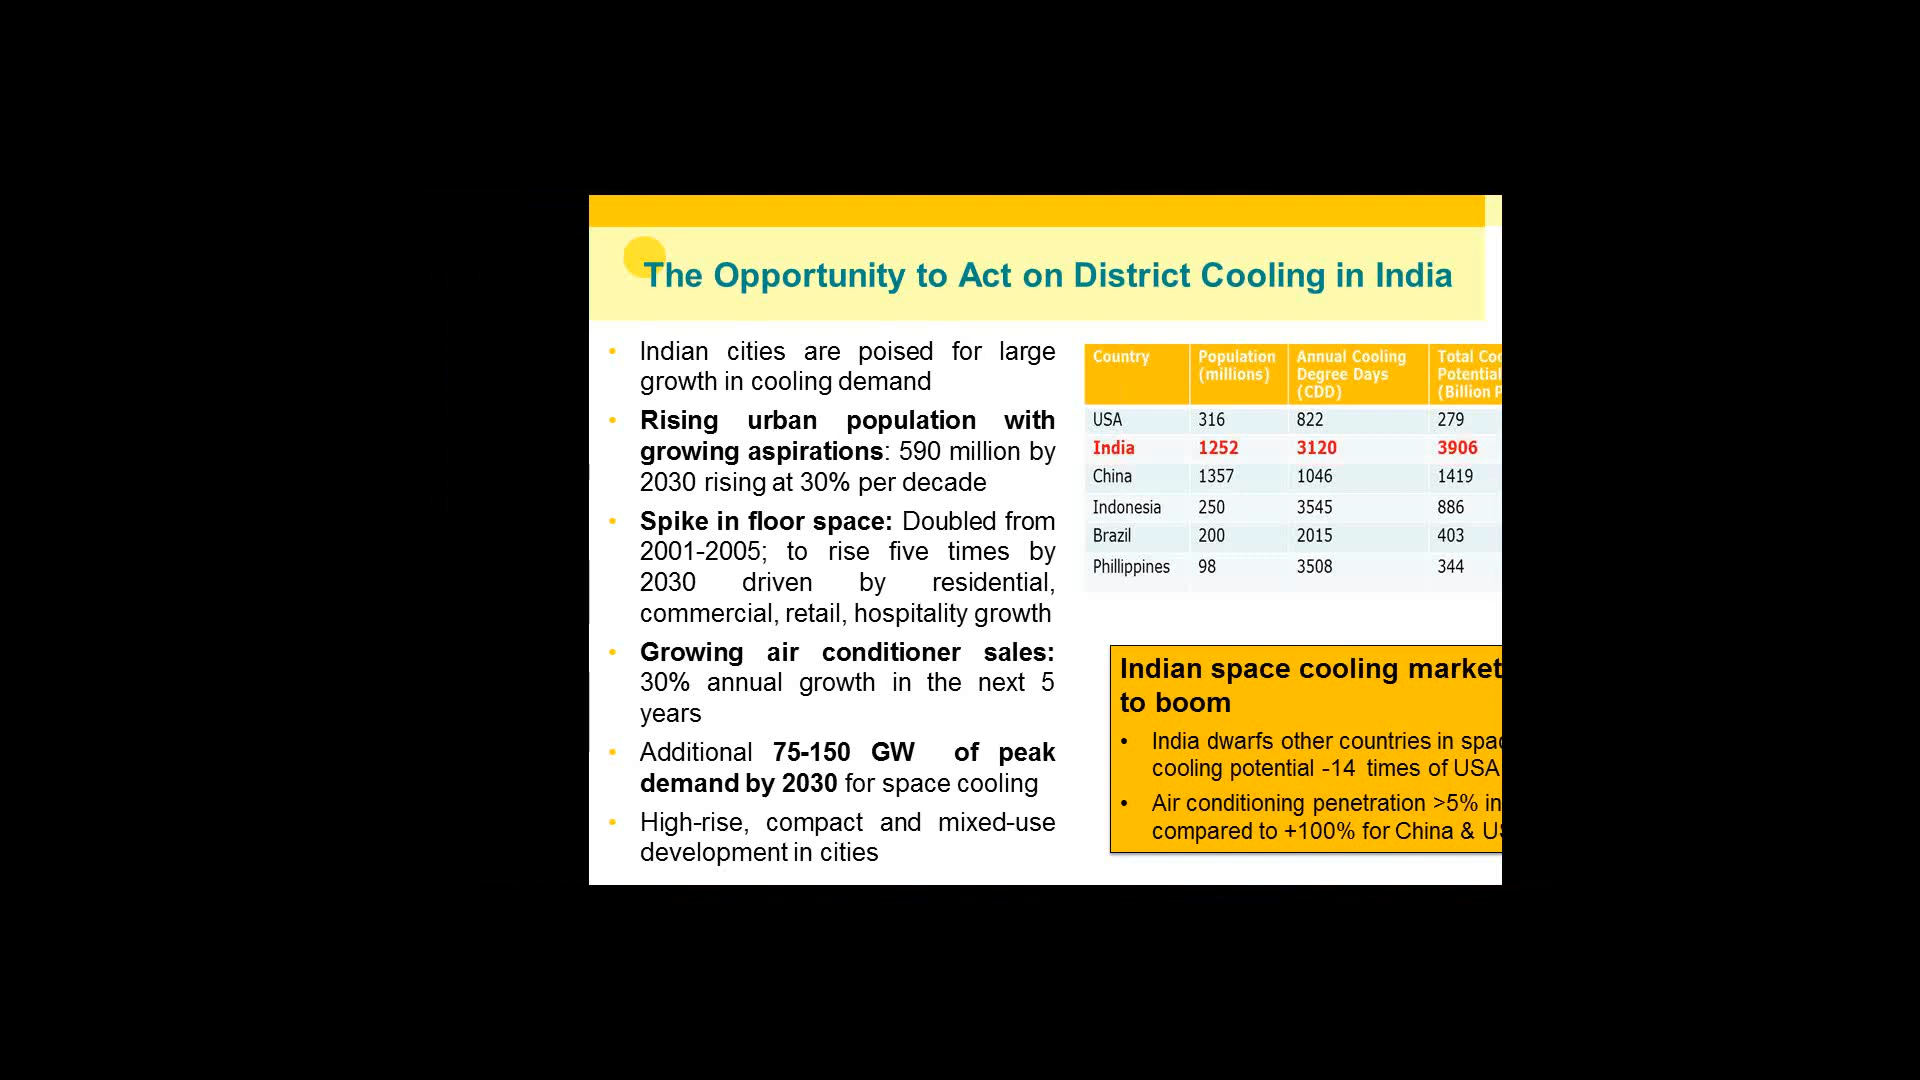 The Opportunity to Act on District Cooling in India
• Indian cities are poised for large
growth in cooling demand
• Rising urban population with
growing aspirations: 590 million by
2030 rising at 30% per decade
• Spike in floor space: Doubled from
2001-2005; to rise five times by
2030 driven by residential,
commercial, retail, hospitality growth
• Growing air conditioner sales:
30% annual growth in the next 5
years
• Additional 75-150 GW of peak
demand by 2030 for space cooling
• High-rise, compact and mixed-use
development in cities
Country Population (millions) Annual Cooling Degree Days (CDD) Total Potential (Billion
USA 316 822 279
India 1252 3120 3906
China 1357 1046 1419
Indonesia 250 3545 886
Brazil 200 2015 403
Phillippines 98 3508 344
Indian space cooling market
to boom
• India dwarfs other countries in
cooling potential -14 times of USA
• Air conditioning penetration >5% in
compared to +100% for China &